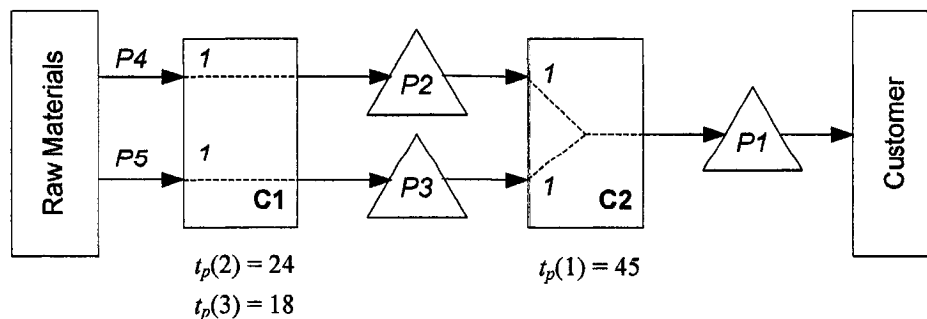 Raw Materials
P4
P5
1
1
C1
P2
P3
1
1
C2
P1
Customer
tp(2) = 24
tp(3) = 18
tp(1) = 45